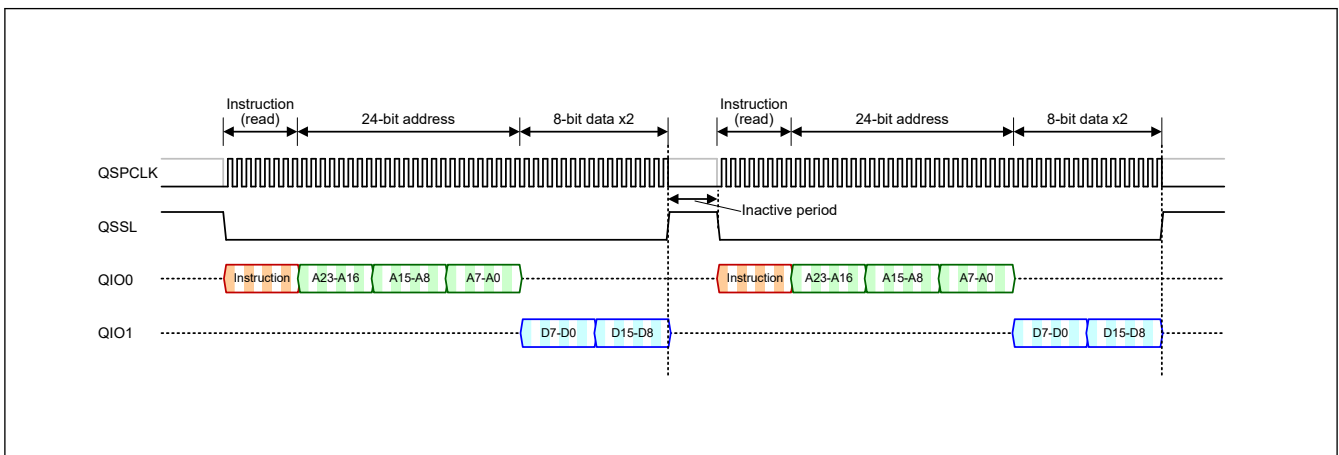 Instruction
(read)
24-bit address
8-bit data x2
Instruction
(read)
24-bit address
8-bit data x2
QSPCLK
Inactive period
QSSL
QIO0
Instruction
A23-A16
A15-A8
A7-A0
Instruction
A23-A16
A15-A8
A7-A0
QIO1
D7-D0
D15-D8
D7-D0
D15-D8